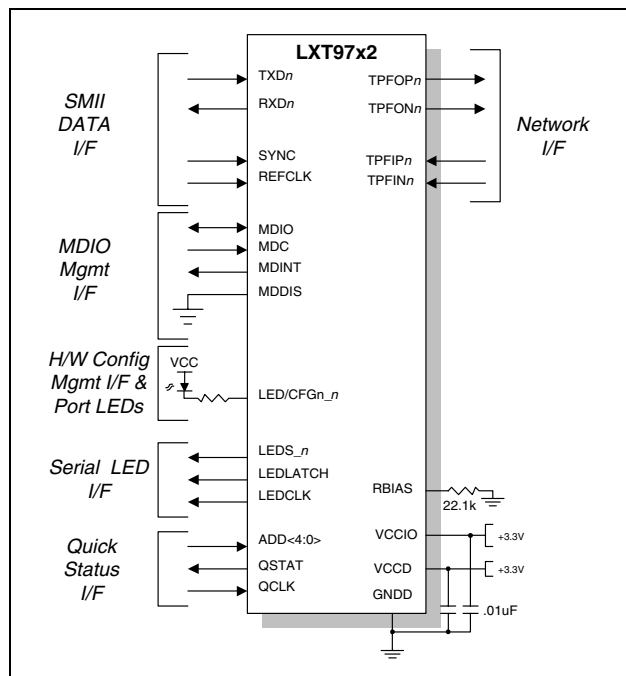 LXT97x2
SMII
DATA
I/F
TXDn
RXDn
SYNC
REFCLK
TPFOPn
TPFONn
TPFIPn
TPFINn
Network
I/F
MDIO
Mgmt
I/F
MDIO
MDC
MDINT
MDDIS
H/W Config
Mgmt I/F &
Port LEDs
VCC
LED/CFGn_n
Serial LED
I/F
LEDS_n
LEDLATCH
LEDCLK
RBIAS
22.1k
Quick
Status
I/F
ADD<4:0>
QSTAT
QCLK
VCCIO
+3.3V
VCCD
+3.3V
GNDD
.01uF